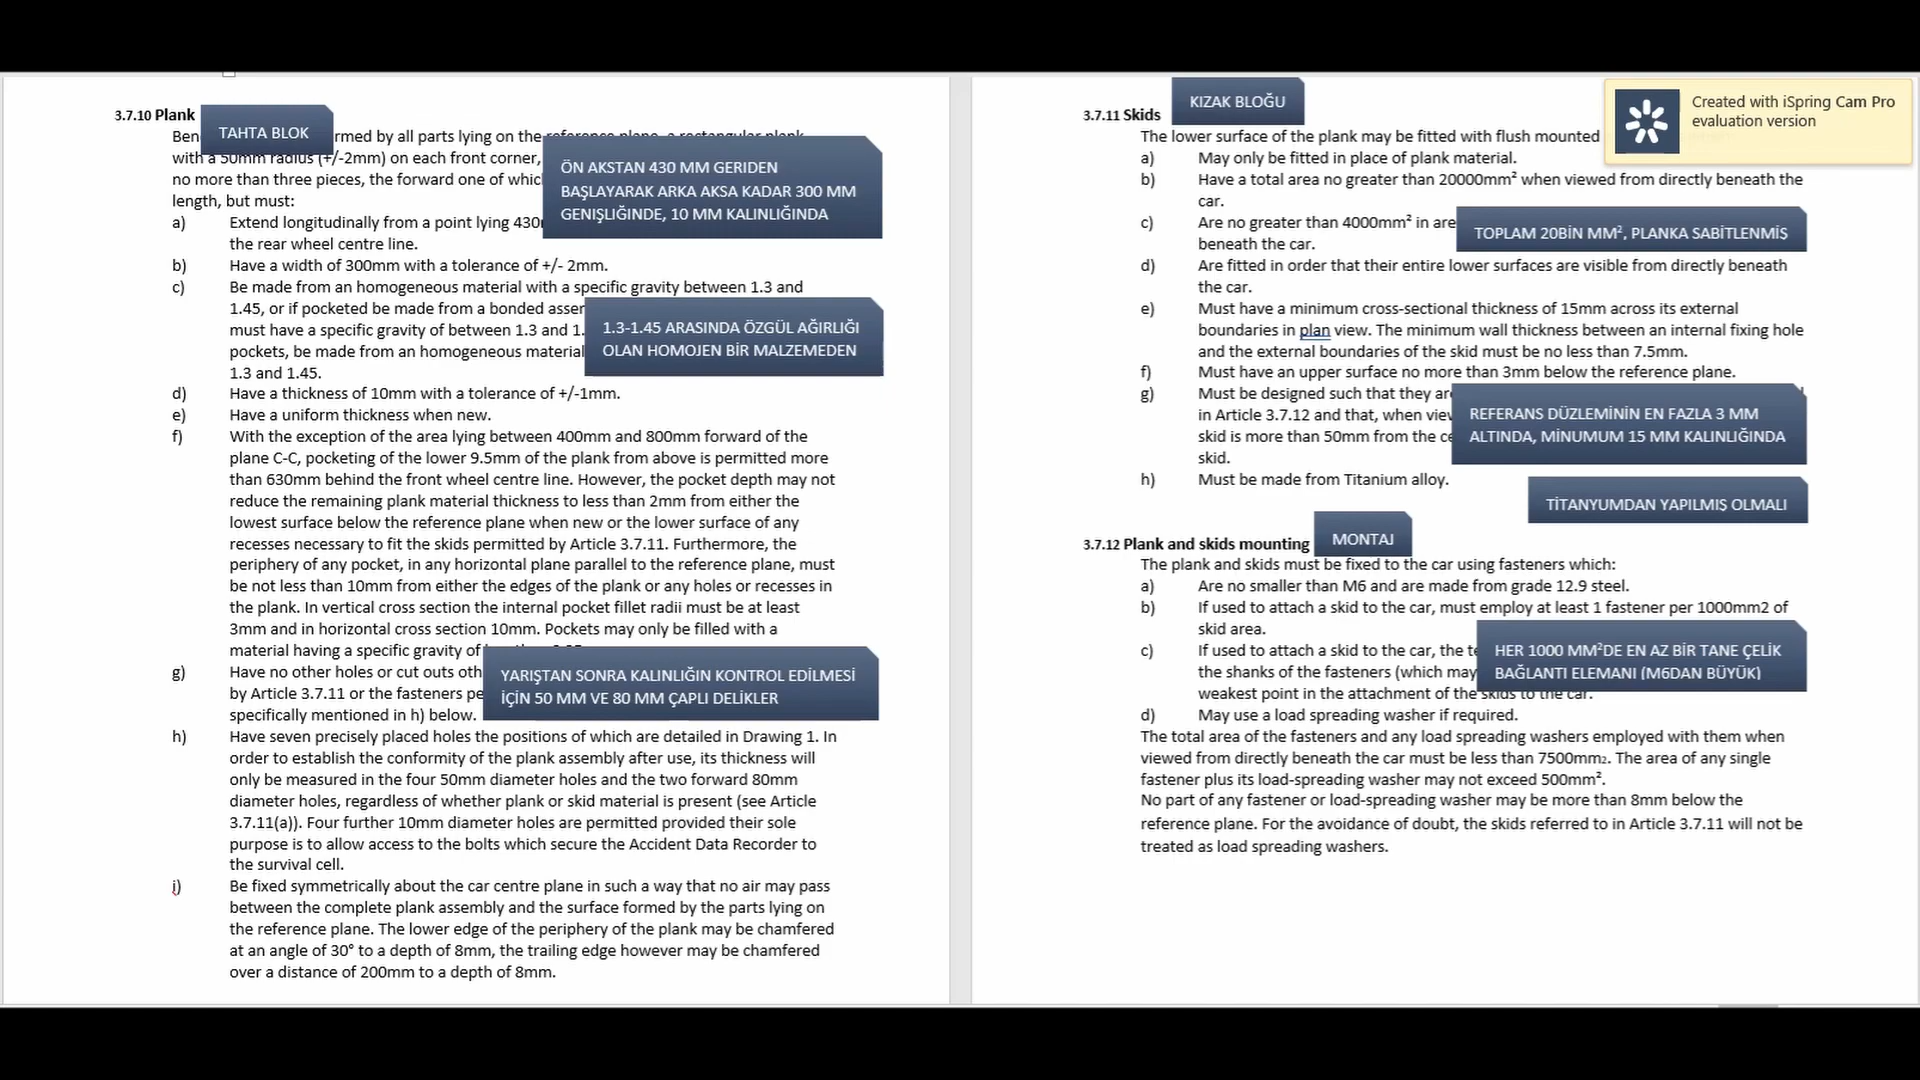 3.7.10 Plank
TAHTA BLOK
Ben rmed by all parts lying on the reference plane, a rectangular plank
with a 50mm radius (+/-2mm) on each front corner,
no more than three pieces, the forward one of whic
length, but must:
ÖN AKSTAN 430 MM GERIDEN
BAŞLAYARAK ARKA AKSA KADAR 300 MM
GENIŞLIĞINDE, 10 MM KALINLIĞINDA
a) Extend longitudinally from a point lying 430
the rear wheel centre line.
b) Have a width of 300mm with a tolerance of +/- 2mm.
c) Be made from an homogeneous material with a specific gravity between 1.3 and
1.45, or if pocketed be made from a bonded asse
must have a specific gravity of between 1.3 and 1.
pockets, be made from an homogeneous material
1.3 and 1.45.
1.3-1.45 ARASINDA ÖZGÜL AĞIRLIĞI
OLAN HOMOJEN BİR MALZEMEDEN
d) Have a thickness of 10mm with a tolerance of +/-1mm.
e) Have a uniform thickness when new.
f) With the exception of the area lying between 400mm and 800mm forward of the
plane C-C, pocketing of the lower 9.5mm of the plank from above is permitted more
than 630mm behind the front wheel centre line. However, the pocket depth may not
reduce the remaining plank material thickness to less than 2mm from either the
lowest surface below the reference plane when new or the lower surface of any
recesses necessary to fit the skids permitted by Article 3.7.11. Furthermore, the
periphery of any pocket, in any horizontal plane parallel to the reference plane, must
be not less than 10mm from either the edges of the plank or any holes or recesses in
the plank. In vertical cross section the internal pocket fillet radii must be at least
3mm and in horizontal cross section 10mm. Pockets may only be filled with a
material having a specific gravity of
g) Have no other holes or cut outs oth
by Article 3.7.11 or the fasteners pe
specifically mentioned in h) below.
YARIŞTAN SONRA KALINLIĞIN KONTROL EDİLMESİ
İÇİN 50 MM VE 80 MM ÇAPLI DELİKLER
h) Have seven precisely placed holes the positions of which are detailed in Drawing 1. In
order to establish the conformity of the plank assembly after use, its thickness will
only be measured in the four 50mm diameter holes and the two forward 80mm
diameter holes, regardless of whether plank or skid material is present (see Article
3.7.11(a)). Four further 10mm diameter holes are permitted provided their sole
purpose is to allow access to the bolts which secure the Accident Data Recorder to
the survival cell.
i) Be fixed symmetrically about the car centre plane in such a way that no air may pass
between the complete plank assembly and the surface formed by the parts lying on
the reference plane. The lower edge of the periphery of the plank may be chamfered
at an angle of 30° to a depth of 8mm, the trailing edge however may be chamfered
over a distance of 200mm to a depth of 8mm.
3.7.11 Skids
KIZAK BLOĞU
Created with iSpring Cam Pro
evaluation version
The lower surface of the plank may be fitted with flush mounted
a) May only be fitted in place of plank material.
b) Have a total area no greater than 20000mm² when viewed from directly beneath the
car.
c) Are no greater than 4000mm² in are
beneath the car.
TOPLAM 20BİN MM², PLANKA SABİTLENMİŞ
d) Are fitted in order that their entire lower surfaces are visible from directly beneath
the car.
e) Must have a minimum cross-sectional thickness of 15mm across its external
boundaries in plan view. The minimum wall thickness between an internal fixing hole
and the external boundaries of the skid must be no less than 7.5mm.
f) Must have an upper surface no more than 3mm below the reference plane.
g) Must be designed such that they ar
in Article 3.7.12 and that, when view
skid is more than 50mm from the ce
skid.
REFERANS DÜZLEMİNİN EN FAZLA 3 MM
ALTINDA, MİNUMUM 15 MM KALINLIĞINDA
h) Must be made from Titanium alloy.
TİTANYUMDAN YAPILMIŞ OLMALI
3.7.12 Plank and skids mounting
MONTAJ
The plank and skids must be fixed to the car using fasteners which:
a) Are no smaller than M6 and are made from grade 12.9 steel.
b) If used to attach a skid to the car, must employ at least 1 fastener per 1000mm2 of
skid area.
c) If used to attach a skid to the car, the te
the shanks of the fasteners (which may
weakest point in the attachment of the skids to the car.
HER 1000 MM²DE EN AZ BİR TANE ÇELİK
BAĞLANTI ELEMANI (M6DAN BÜYÜK)
d) May use a load spreading washer if required.
The total area of the fasteners and any load spreading washers employed with them when
viewed from directly beneath the car must be less than 7500mm2. The area of any single
fastener plus its load-spreading washer may not exceed 500mm².
No part of any fastener or load-spreading washer may be more than 8mm below the
reference plane. For the avoidance of doubt, the skids referred to in Article 3.7.11 will not be
treated as load spreading washers.